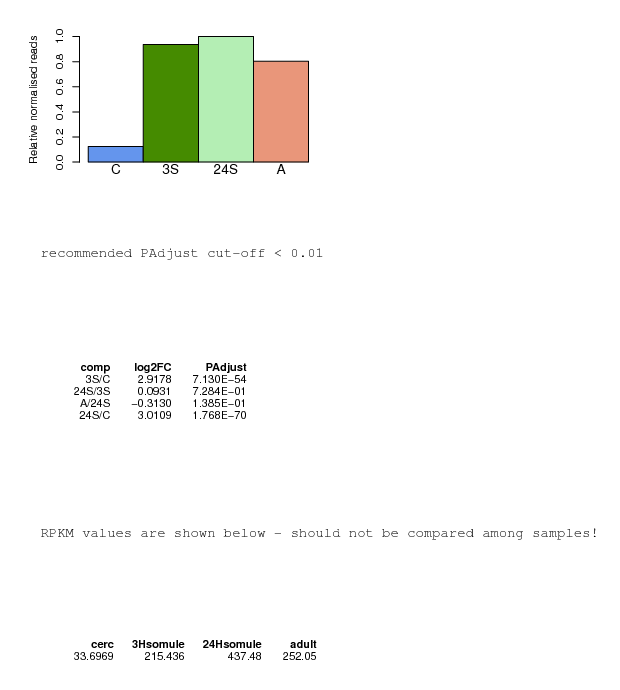 Relative normalised reads
1.0
0.8
0.6
0.4
0.2
0.0
C 3S 24S A
recommended PAdjust cut-off < 0.01
comp log2FC PAdjust
3S/C 2.9178 7.130E−54
24S/3S 0.0931 7.284E−01
A/24S −0.3130 1.385E−01
24S/C 3.0109 1.768E−70
RPKM values are shown below - should not be compared among samples!
cerc 3Hsomule 24Hsomule adult
33.6969 215.436 437.48 252.05